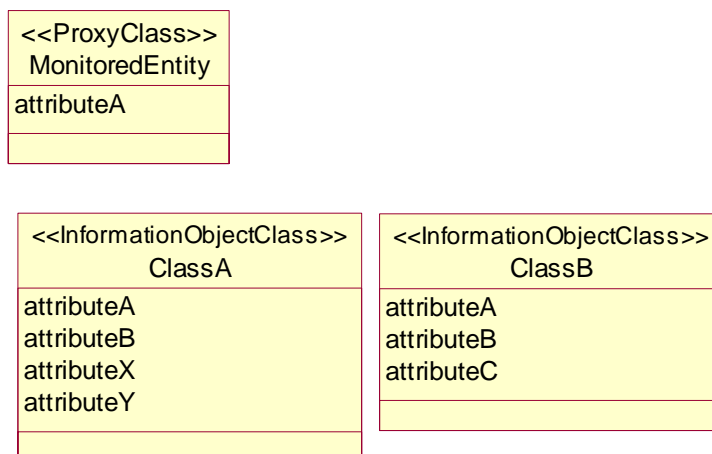 <<ProxyClass>>
MonitoredEntity
attributeA
<<InformationObjectClass>>
ClassA
attributeA
attributeB
attributeX
attributeY
<<InformationObjectClass>>
ClassB
attributeA
attributeB
attributeC